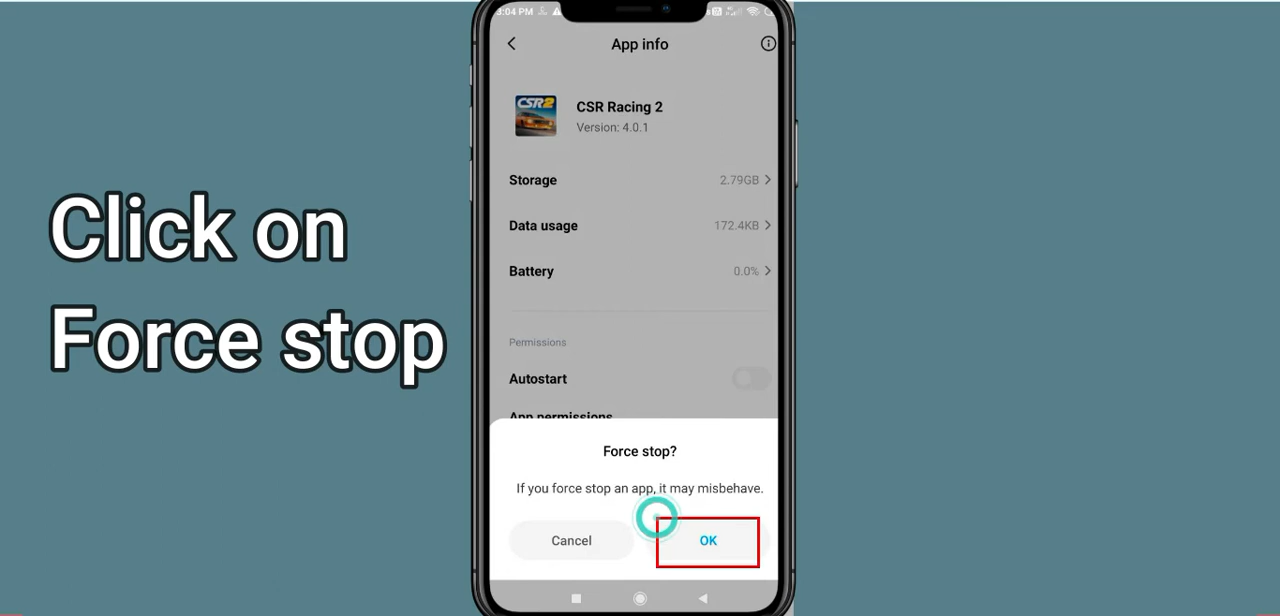 3:04 PM
App info
CSR2
CSR Racing 2
Version: 4.0.1
Storage 2.79GB
Data usage 172.4KB
Battery 0.0%
Permissions
Autostart
App permissions
Click on
Force stop
Force stop?
If you force stop an app, it may misbehave.
Cancel OK